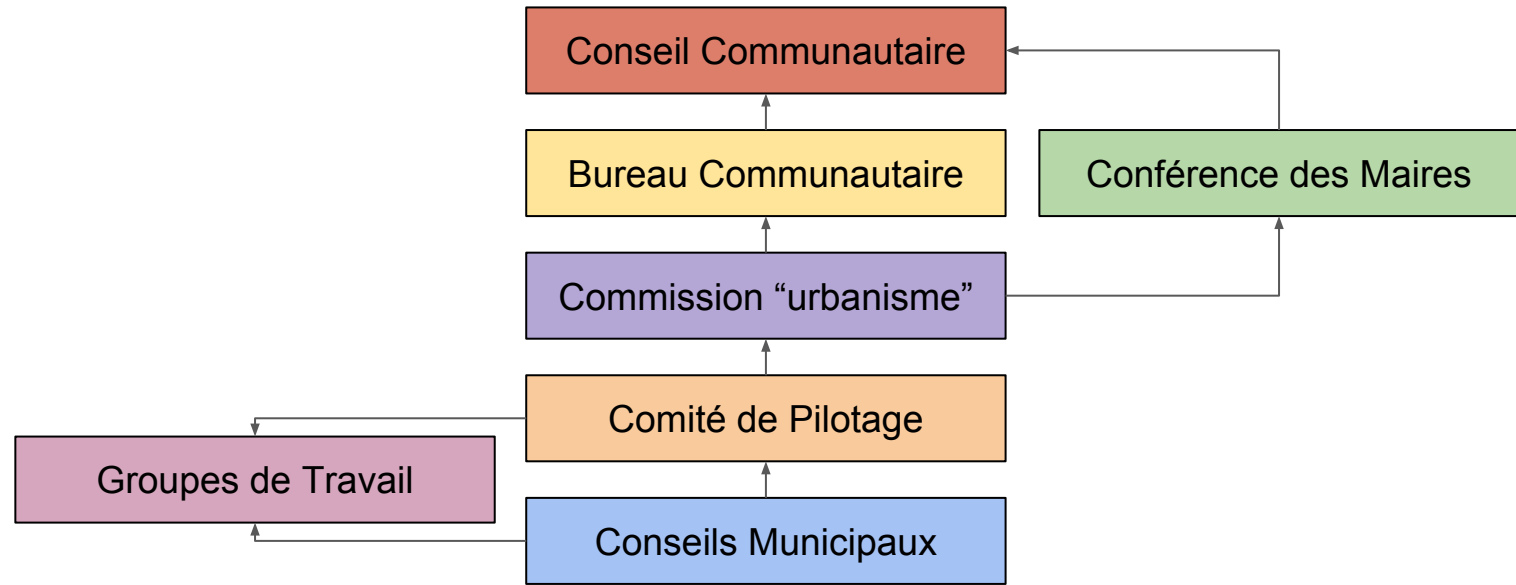 Conseil Communautaire
Bureau Communautaire
Conférence des Maires
Commission “urbanisme”
Comité de Pilotage
Groupes de Travail
Conseils Municipaux